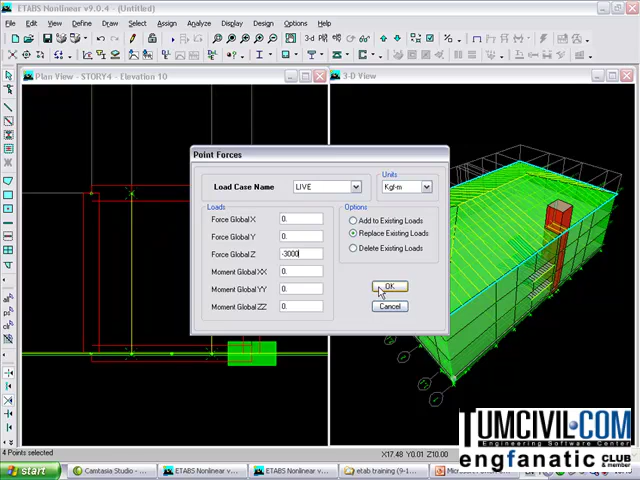 ETABS Nonlinear v9.0.4 - (Untitled)
File Edit View Define Draw Select Assign Analyze Display Design Options Help
Plan View - STORY4 - Elevation 10
3-D View
Point Forces
Load Case Name LIVE
Units
Kgf-m
Loads
Force Global X 0.
Force Global Y 0.
Force Global Z -3000
Moment Global XX 0.
Moment Global YY 0.
Moment Global ZZ 0.
Options
Add to Existing Loads
Replace Existing Loads
Delete Existing Loads
OK
Cancel
TUMCIVIL.COM
Engineering Software Center
engfanatic CLUB
& member
4 Points selected
X17.48 Y0.01 Z10.00
start
Camtasia Studio - ...
ETABS Nonlinear v...
ETABS Nonlinear v...
etab training (9-1...
Microsoft